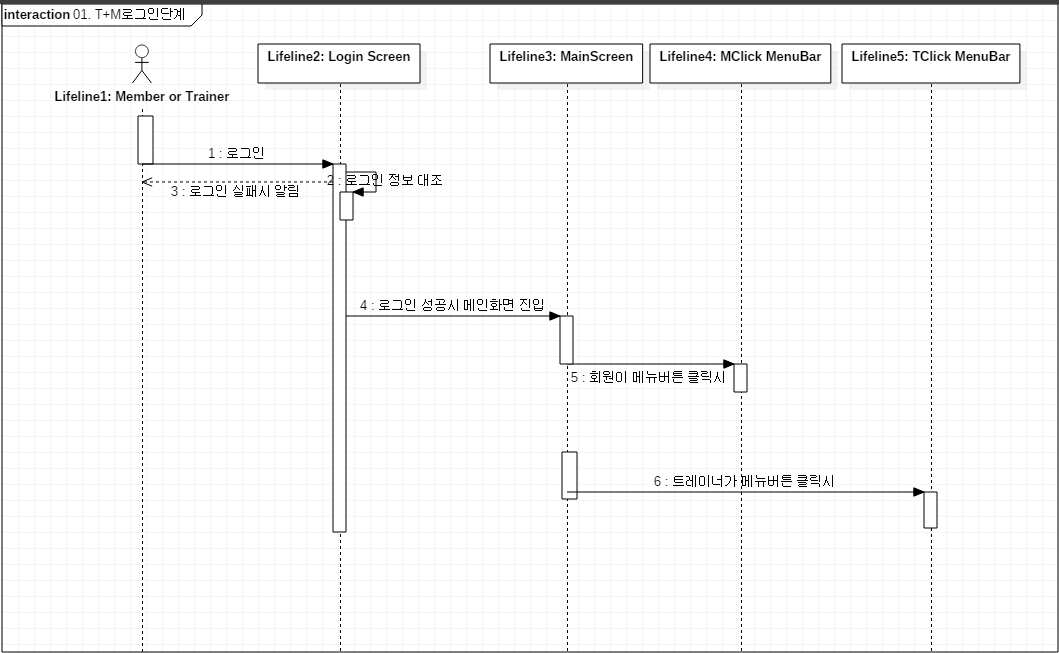 interaction 01. T+M로그인단계
Lifeline1: Member or Trainer
Lifeline2: Login Screen
Lifeline3: MainScreen
Lifeline4: MClick MenuBar
Lifeline5: TClick MenuBar
1 : 로그인
2 : 로그인 정보 대조
3 : 로그인 실패시 알림
4 : 로그인 성공시 메인화면 진입
5 : 회원이 메뉴버튼 클릭시
6 : 트레이너가 메뉴버튼 클릭시